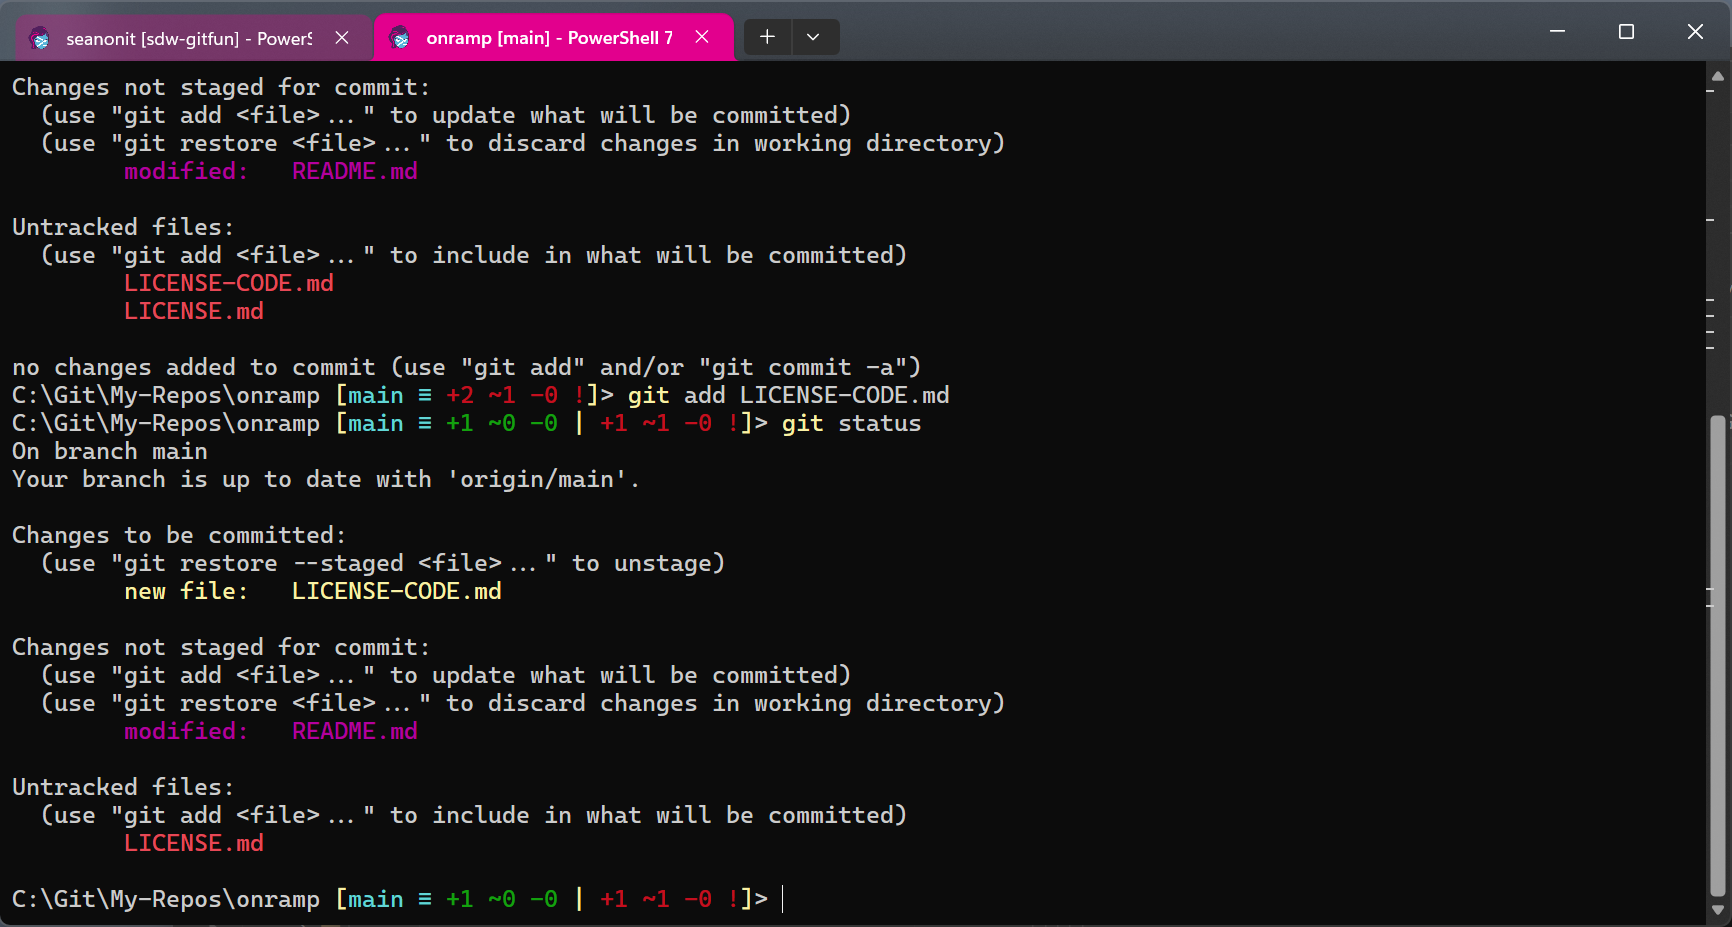 seanonit [sdw-gitfun] - PowerS
onramp [main] - PowerShell 7
Changes not staged for commit:
  (use "git add <file>..." to update what will be committed)
  (use "git restore <file>..." to discard changes in working directory)
        modified:   README.md
Untracked files:
  (use "git add <file>..." to include in what will be committed)
        LICENSE-CODE.md
        LICENSE.md
no changes added to commit (use "git add" and/or "git commit -a")
C:\Git\My-Repos\onramp [main ≡ +2 ~1 -0 !]> git add LICENSE-CODE.md
C:\Git\My-Repos\onramp [main ≡ +1 ~0 -0 | +1 ~1 -0 !]> git status
On branch main
Your branch is up to date with 'origin/main'.
Changes to be committed:
  (use "git restore --staged <file>..." to unstage)
        new file:   LICENSE-CODE.md
Changes not staged for commit:
  (use "git add <file>..." to update what will be committed)
  (use "git restore <file>..." to discard changes in working directory)
        modified:   README.md
Untracked files:
  (use "git add <file>..." to include in what will be committed)
        LICENSE.md
C:\Git\My-Repos\onramp [main ≡ +1 ~0 -0 | +1 ~1 -0 !]>